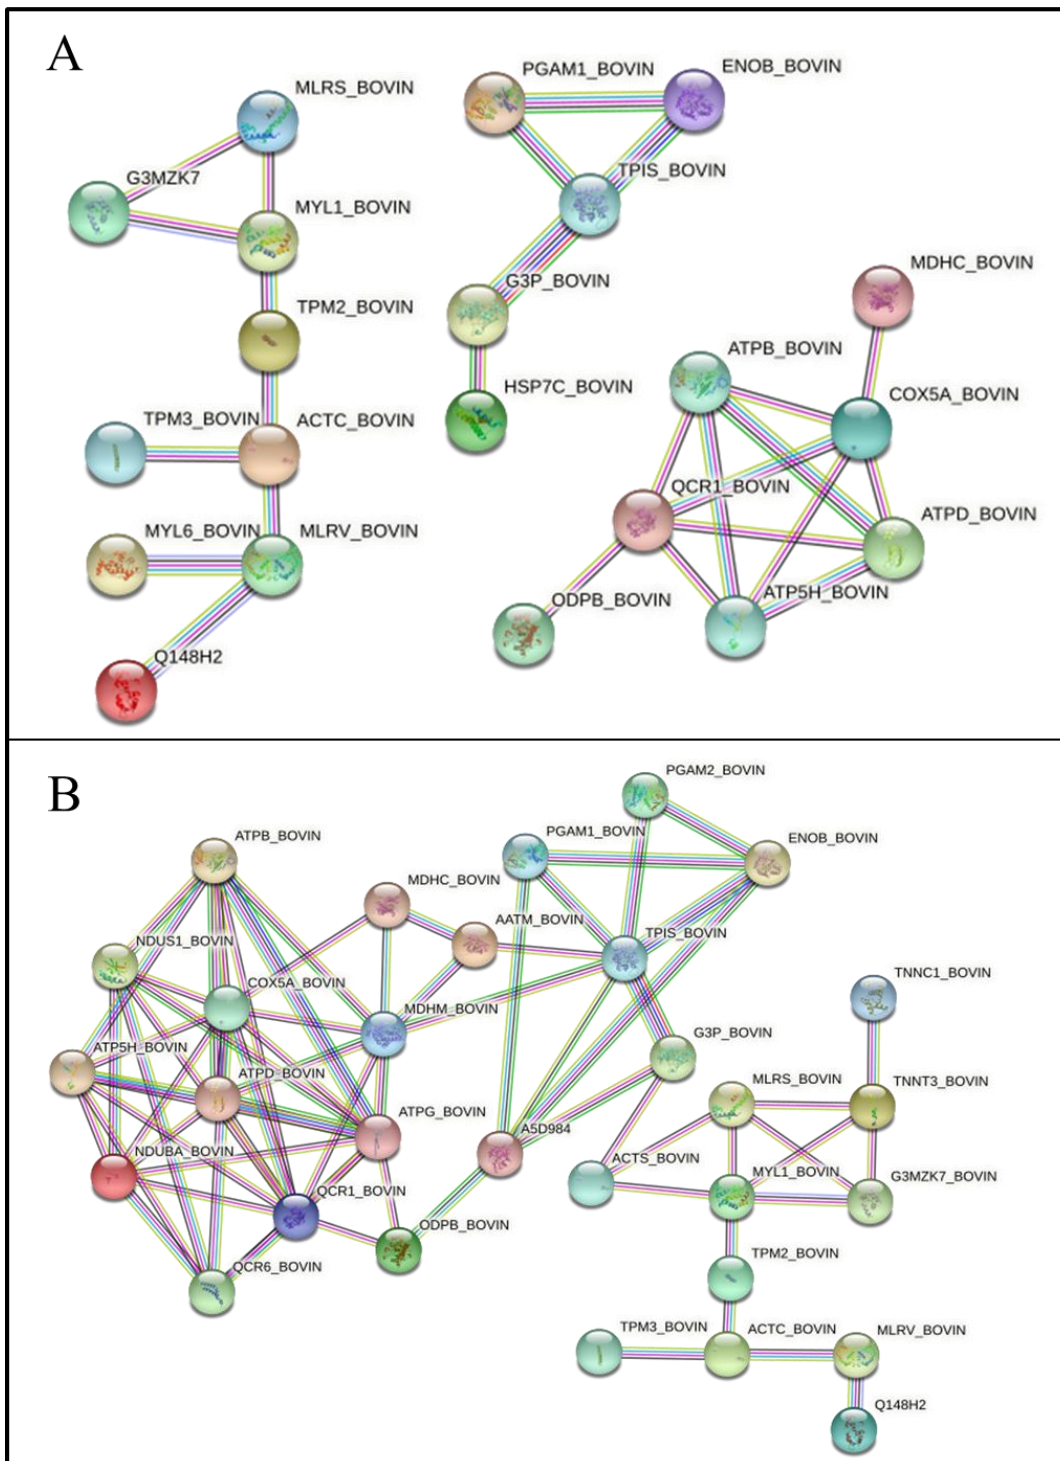 A
PGAM1_BOVIN
ENOB_BOVIN
MLRS_BOVIN
G3MZK7
TPIS_BOVIN
MYL1_BOVIN
MDHC_BOVIN
G3P_BOVIN
TPM2_BOVIN
ATPB_BOVIN
HSP7C_BOVIN
COX5A_BOVIN
TPM3_BOVIN
ACTC_BOVIN
QCR1_BOVIN
ATPD_BOVIN
MYL6_BOVIN
MLRV_BOVIN
ODPB_BOVIN
ATP5H_BOVIN
Q148H2
B
PGAM2_BOVIN
ATPB_BOVIN
PGAM1_BOVIN
ENOB_BOVIN
MDHC_BOVIN
AATM_BOVIN
NDUS1_BOVIN
TPIS_BOVIN
TNNC1_BOVIN
COX5A_BOVIN
MDHM_BOVIN
G3P_BOVIN
ATP5H_BOVIN
ATPD_BOVIN
MLRS_BOVIN
TNNT3_BOVIN
ATPG_BOVIN
A5D984
NDUBA_BOVIN
ACTS_BOVIN
MYL1_BOVIN
G3MZK7_BOVIN
QCR1_BOVIN
ODPB_BOVIN
TPM2_BOVIN
QCR6_BOVIN
TPM3_BOVIN
ACTC_BOVIN
MLRV_BOVIN
Q148H2